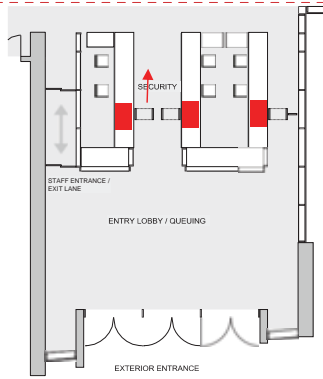 SECURITY
STAFF ENTRANCE /
EXIT LANE
ENTRY LOBBY / QUEUING
EXTERIOR ENTRANCE